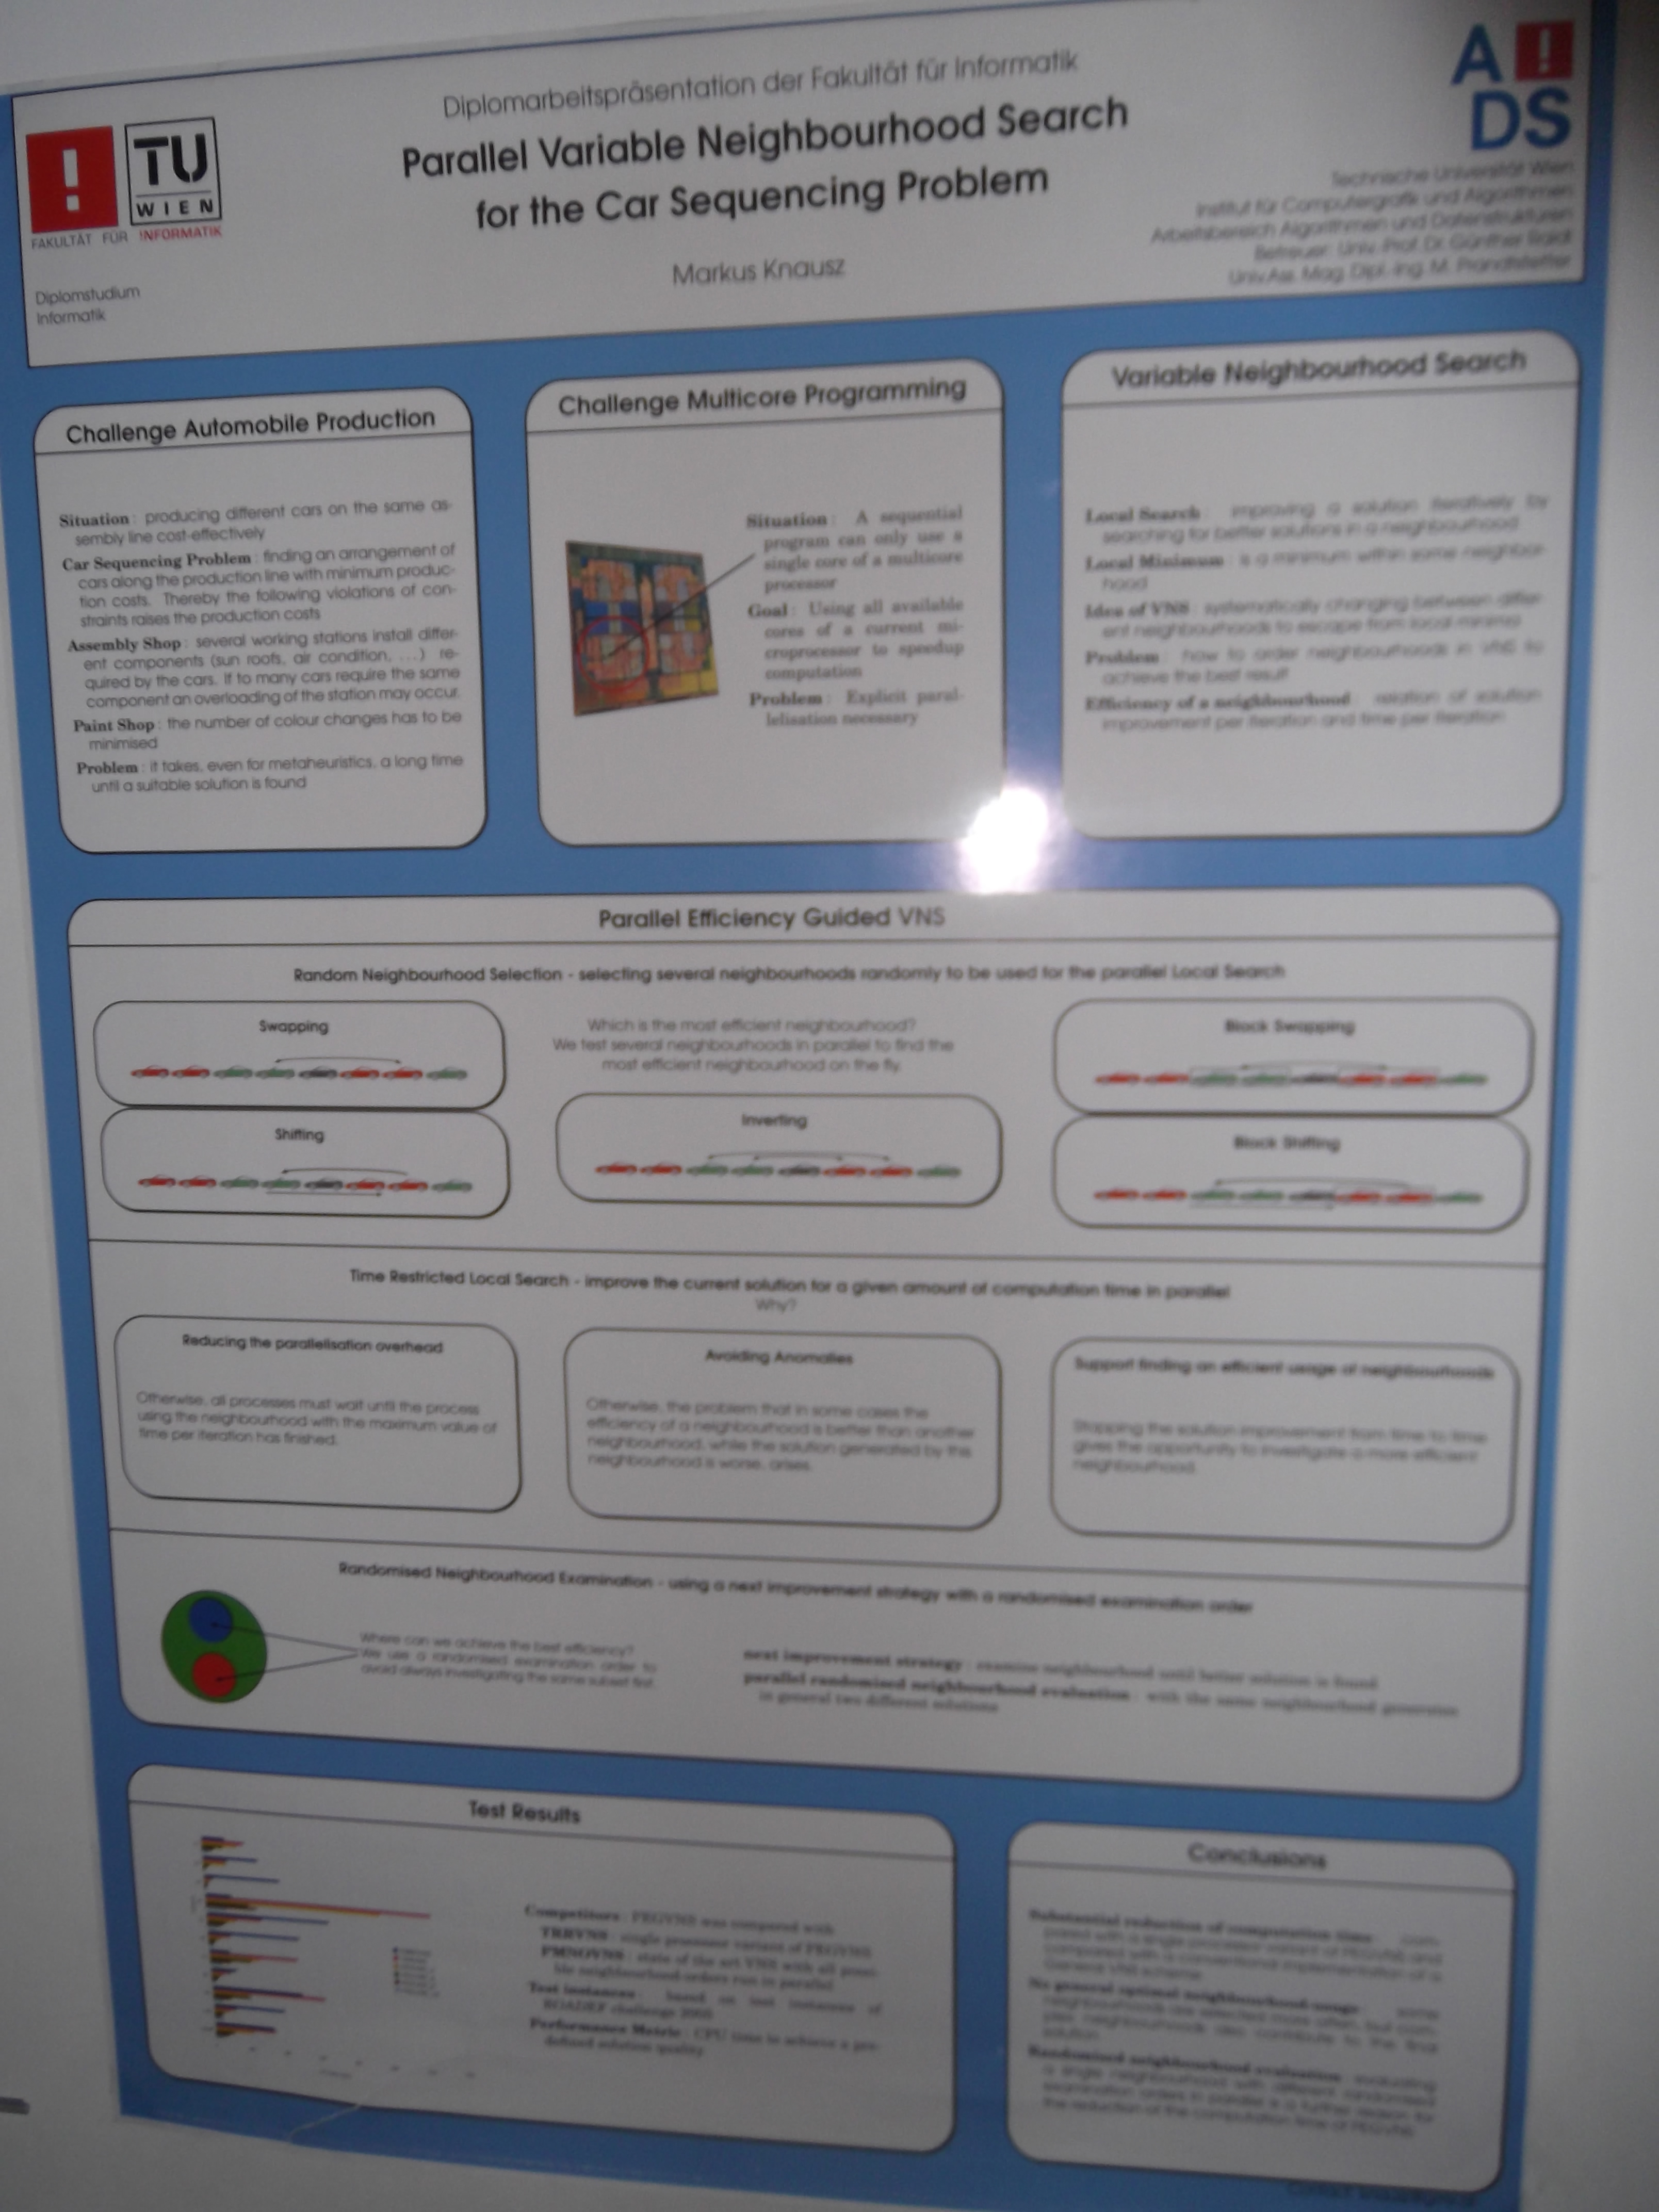 Diplomarbeitspräsentation der Fakultät für Informatik
Parallel Variable Neighbourhood Search
for the Car Sequencing Problem
Markus Knausz
TU
WIEN
FAKULTÄT FÜR !NFORMATIK
Diplomstudium
Informatik
A!
DS
Technische Universität Wien
Institut für Computergrafik und Algorithmen
Arbeitsbereich Algorithmen und Datenstrukturen
Betreuer: Univ. Prof. Dr. Günther Raidl
Univ.Ass. Mag. Dipl.-Ing. M. Prandtstetter
Challenge Automobile Production
Situation : producing different cars on the same as-
sembly line cost-effectively
Car Sequencing Problem : finding an arrangement of
cars along the production line with minimum produc-
tion costs. Thereby the following violations of con-
straints raises the production costs
Assembly Shop : several working stations install differ-
ent components (sun roofs, air condition, ...) re-
quired by the cars. If to many cars require the same
component an overloading of the station may occur.
Paint Shop : the number of colour changes has to be
minimised
Problem : it takes, even for metaheuristics, a long time
until a suitable solution is found
Challenge Multicore Programming
Situation : A sequential
program can only use a
single core of a multicore
processor
Goal : Using all available
cores of a current mi-
croprocessor to speedup
computation
Problem : Explicit paral-
lelisation necessary
Variable Neighbourhood Search
Local Search : improving a solution iteratively by
searching for better solutions in a neighbourhood
Local Minimum : is a minimum within some neighbor-
hood
Idea of VNS : systematically changing between differ-
ent neighbourhoods to escape from local minima
Problem : how to order neighbourhoods in VNS to
achieve the best result
Efficiency of a neighbourhood : relation of solution
improvement per iteration and time per iteration
Parallel Efficiency Guided VNS
Random Neighbourhood Selection - selecting several neighbourhoods randomly to be used for the parallel Local Search
Swapping
Which is the most efficient neighbourhood?
We test several neighbourhoods in parallel to find the
most efficient neighbourhood on the fly.
Block Swapping
Shifting
Inverting
Block Shifting
Time Restricted Local Search - improve the current solution for a given amount of computation time in parallel
Why?
Reducing the parallelisation overhead
Otherwise, all processes must wait until the process
using the neighbourhood with the maximum value of
time per iteration has finished.
Avoiding Anomalies
Otherwise, the problem that in some cases the
efficiency of a neighbourhood is better than another
neighbourhood, while the solution generated by this
neighbourhood is worse, arises.
Support finding an efficient usage of neighbourhoods
Stopping the solution improvement from time to time
gives the opportunity to investigate a more efficient
neighbourhood.
Randomised Neighbourhood Examination - using a next improvement strategy with a randomised examination order
Where can we achieve the best efficiency?
We use a randomised examination order to
avoid always investigating the same subset first.
next improvement strategy : examine neighbourhood until better solution is found
parallel randomised neighbourhood evaluation : with the same neighbourhood generates
in general two different solutions
Test Results
Competitors : PEGVNS was compared with
TRRVNS : single processor variant of PEGVNS
PMNOVNS : state of the art VNS with all possi-
ble neighbourhood orders run in parallel
Test instances : based on test instances of
ROADEF challenge 2005
Performance Metric : CPU time to achieve a pre-
defined solution quality
Conclusions
Substantial reduction of computation time : com-
pared with a single processor variant of PEGVNS and
compared with a conventional implementation of a
General VNS scheme
No general optimal neighbourhood usage : some
neighbourhoods are selected more often, but com-
plex neighbourhoods also contribute to the final
solution
Randomised neighbourhood evaluation : evaluating
a single neighbourhood with different randomised
examination orders in parallel is a further reason for
the reduction of the computation time of PEGVNS